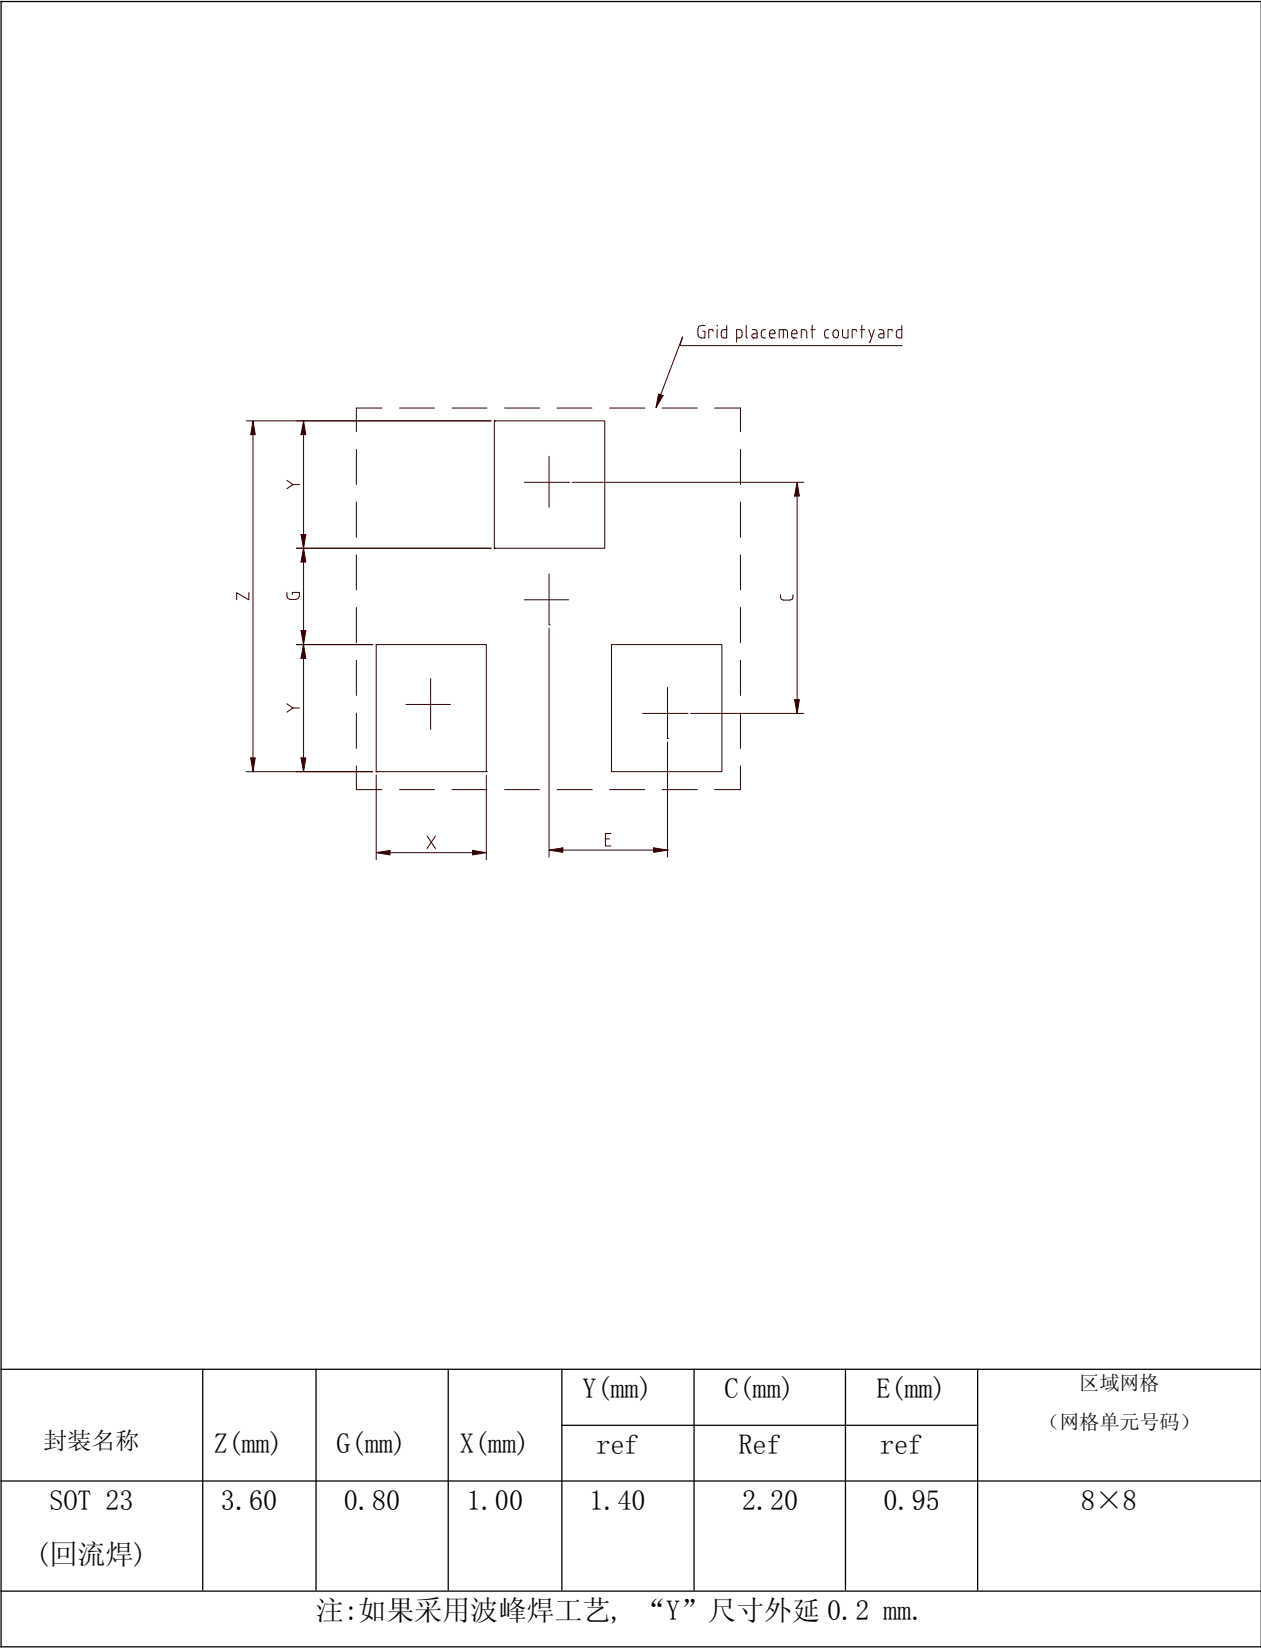 Grid placement courtyard
Y
Z
G
C
Y
X
E
封装名称 Z(mm) G(mm) X(mm) Y(mm) C(mm) E(mm) 区域网格
（网格单元号码）
ref Ref ref
SOT 23 3.60 0.80 1.00 1.40 2.20 0.95 8×8
(回流焊)
注:如果采用波峰焊工艺, “Y”尺寸外延0.2 mm.